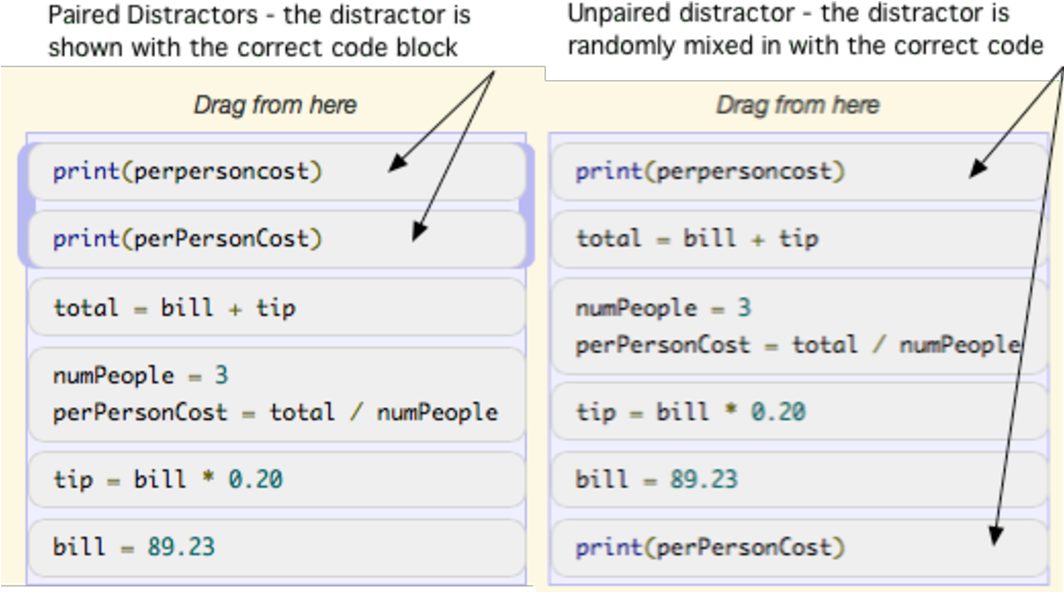 Paired Distractors - the distractor is
shown with the correct code block
Drag from here
print(perpersoncost)
print(perPersonCost)
total = bill + tip
numPeople = 3
perPersonCost = total / numPeople
tip = bill * 0.20
bill = 89.23
Unpaired distractor - the distractor is
randomly mixed in with the correct code
Drag from here
print(perpersoncost)
total = bill + tip
numPeople = 3
perPersonCost = total / numPeople
tip = bill * 0.20
bill = 89.23
print(perPersonCost)